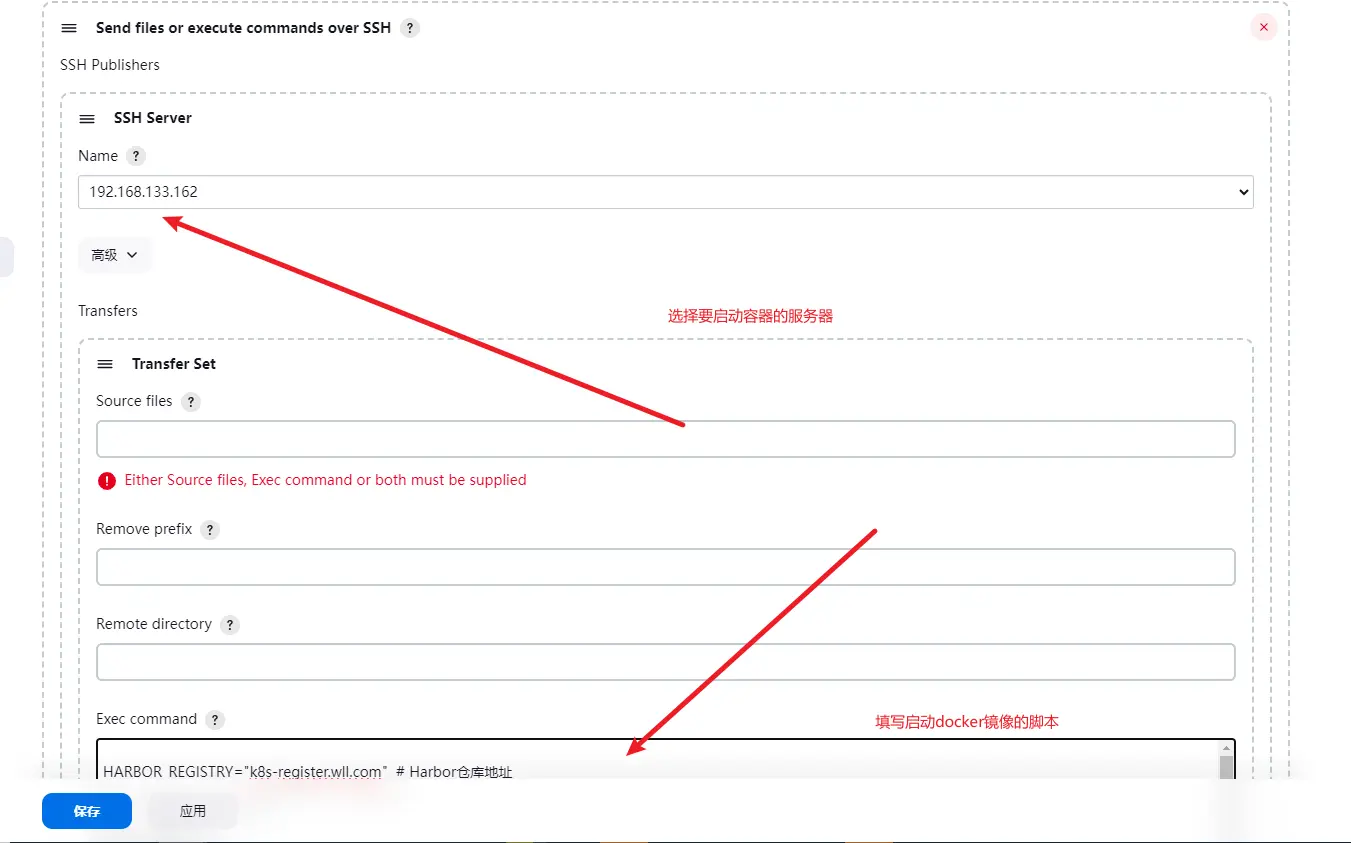 Send files or execute commands over SSH ?
SSH Publishers
SSH Server
Name ?
192.168.133.162
高级
Transfers
选择要启动容器的服务器
Transfer Set
Source files ?
Either Source files, Exec command or both must be supplied
Remove prefix ?
Remote directory ?
Exec command ?
填写启动docker镜像的脚本
HARBOR_REGISTRY="k8s-register.wll.com" # Harbor仓库地址
保存
应用